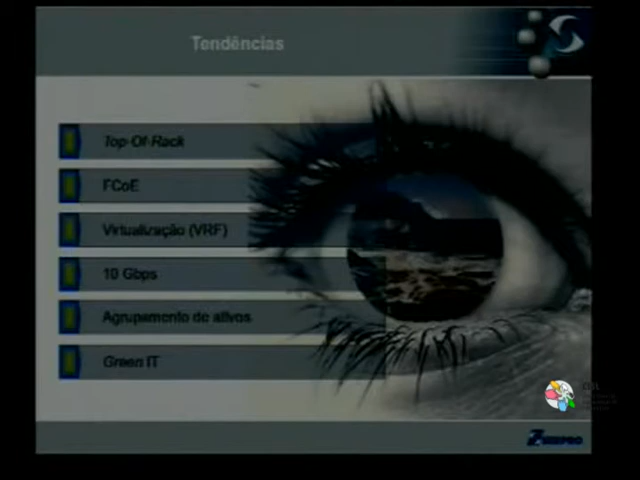 Tendências
Top-Of-Rack
FCoE
Virtualização (VRF)
10 Gbps
Agrupamento de ativos
Green IT